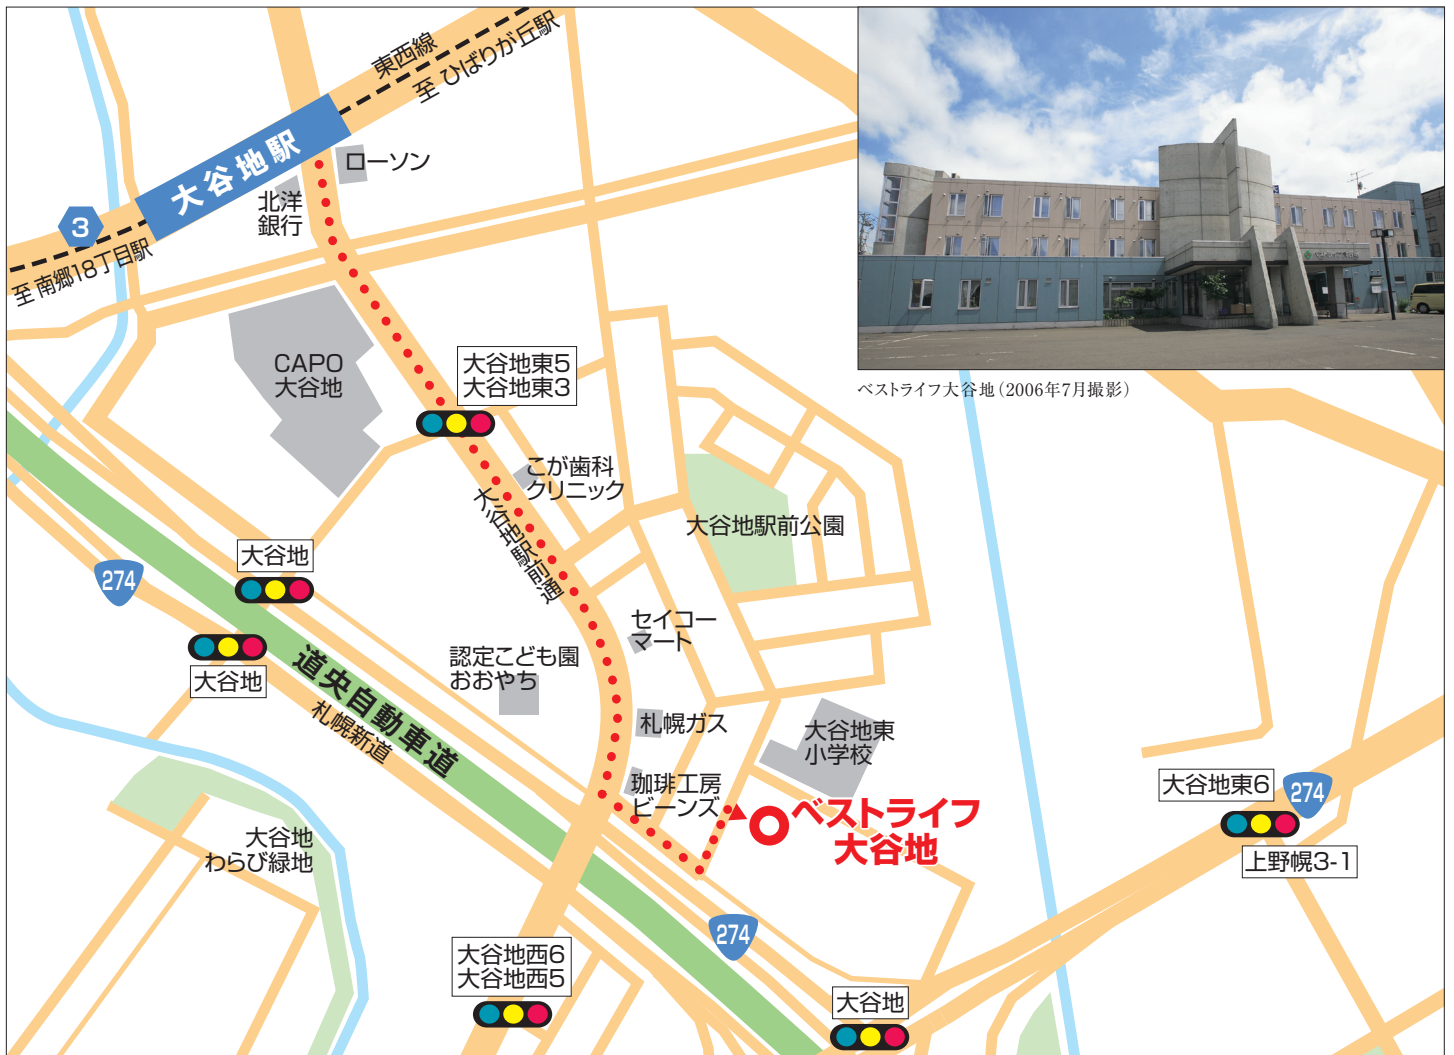 東西線
至 ひばりが丘駅
大谷地駅
ローソン
北洋
銀行
3
至 南郷18丁目駅
CAPO
大谷地
大谷地東5
大谷地東3
ベストライフ大谷地（2006年7月撮影）
こが歯科
クリニック
大谷地駅前通
大谷地駅前公園
大谷地
274
大谷地
セイコー
マート
認定こども園
おおやち
道央自動車道
札幌新道
札幌ガス
大谷地東
小学校
珈琲工房
ビーンズ
ベストライフ
大谷地
大谷地東6
274
上野幌3-1
大谷地
わらび緑地
274
大谷地西6
大谷地西5
大谷地